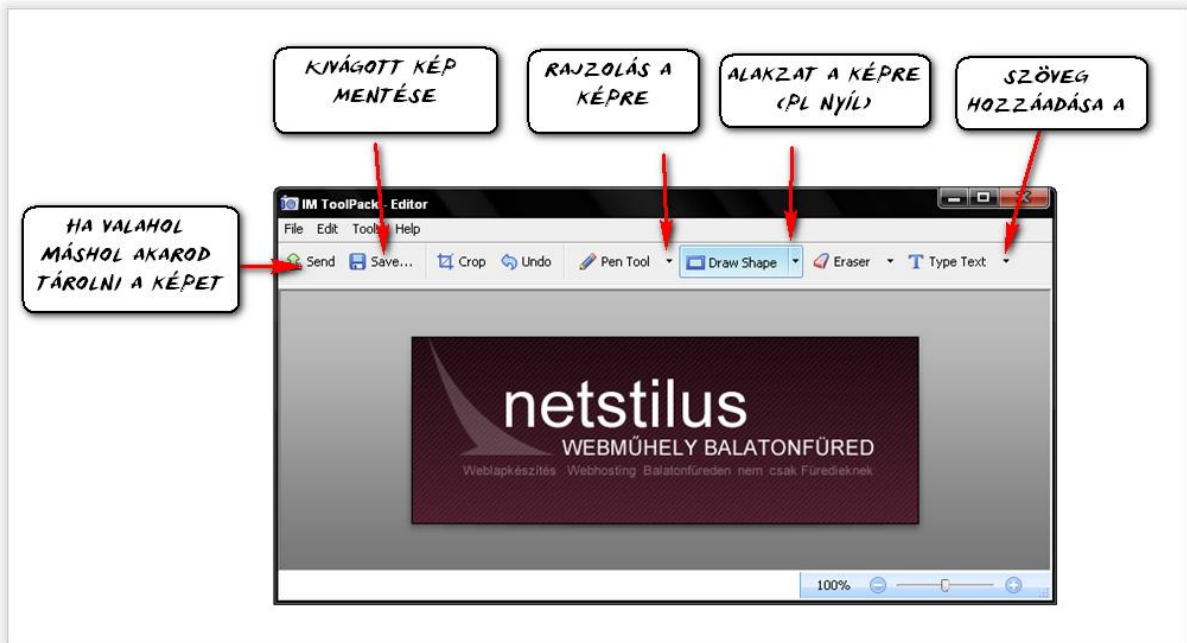 KIVÁGOTT KÉP
MENTÉSE
RAJZOLÁS A
KÉPRE
ALAKZAT A KÉPRE
(PL NYÍL)
SZÖVEG
HOZZÁADÁSA A
HA VALAHOL
MÁSHOL AKAROD
TÁROLNI A KÉPET
IM ToolPack - Editor
File Edit Tools Help
Send Save... Crop Undo Pen Tool Draw Shape Eraser Type Text
netstilus
WEBMŰHELY BALATONFÜRED
Weblapkészítés Webhosting Balatonfüreden nem csak Füredieknek
100%